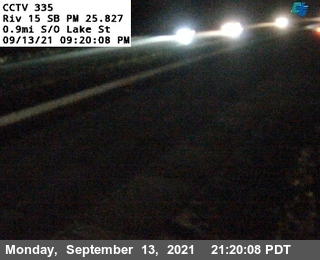 CCTV 335
Riv 15 SB PM 25.827
0.9mi S/O Lake St
09/13/21 09:20:08 PM
Monday, September 13, 2021 21:20:08 PDT